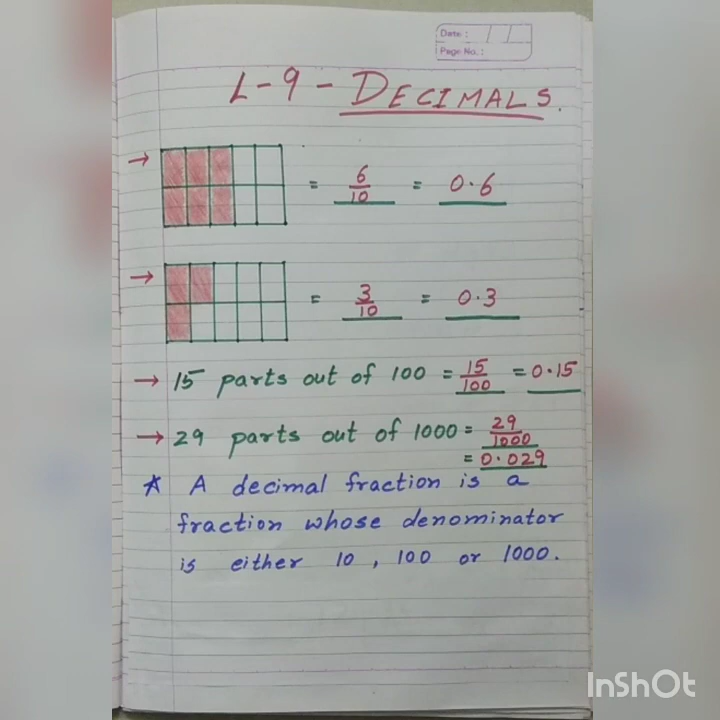 Date : / /
Page No. :
L-9 - DECIMALS.
→ = 6/10 = 0.6
→ = 3/10 = 0.3
→ 15 parts out of 100 = 15/100 = 0.15
→ 29 parts out of 1000 = 29/1000
= 0.029
* A decimal fraction is a
fraction whose denominator
is either 10, 100 or 1000.
InShOt